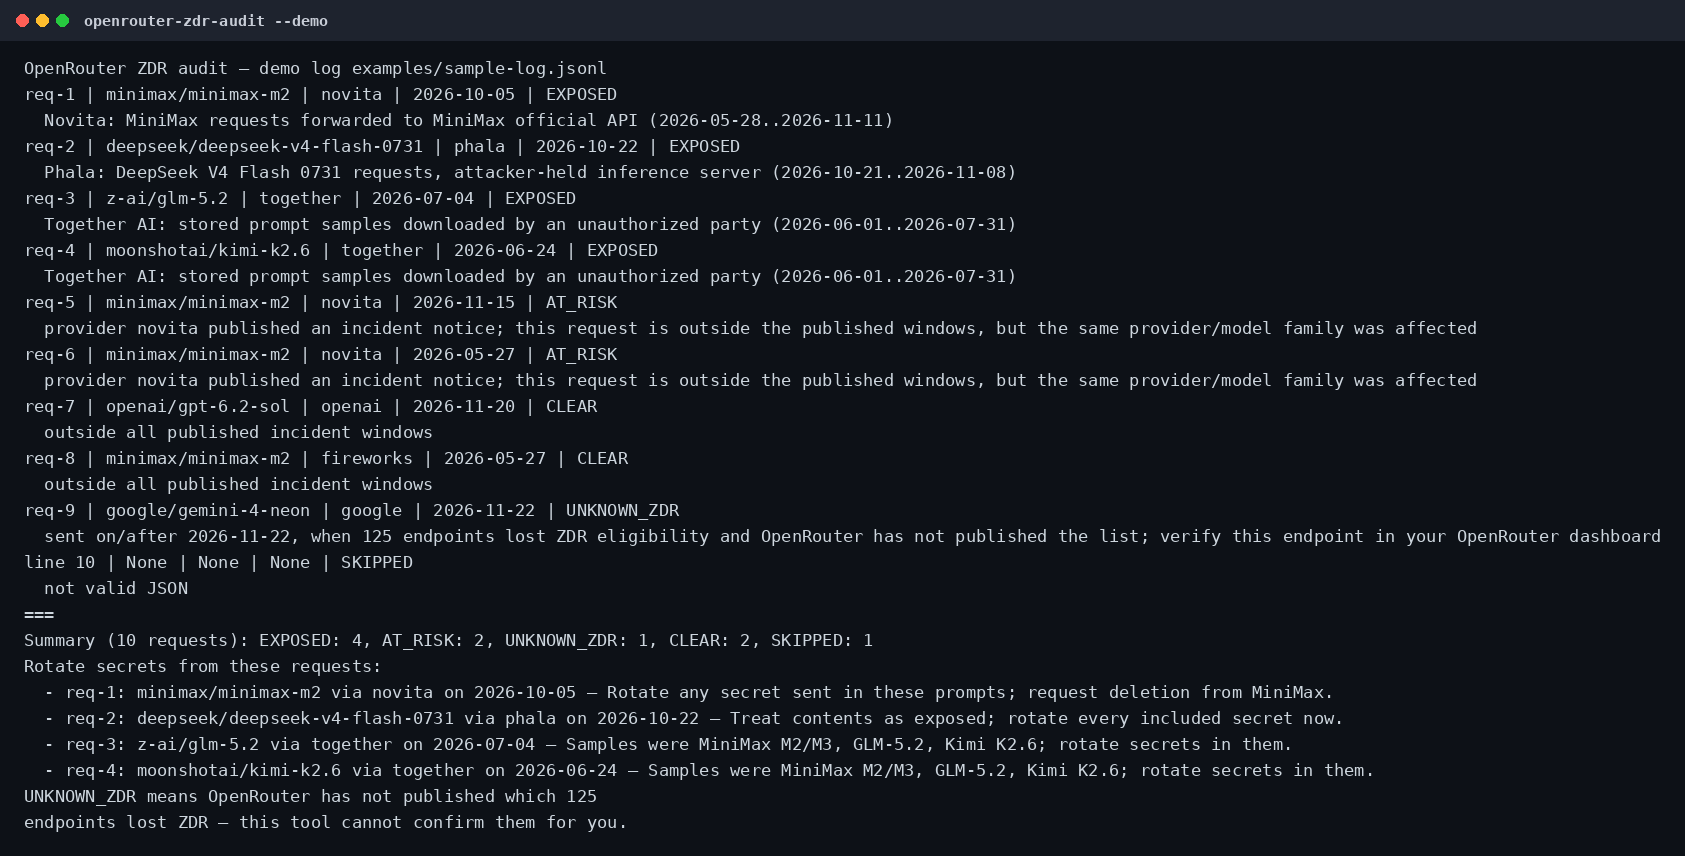 openrouter-zdr-audit --demo
OpenRouter ZDR audit — demo log examples/sample-log.jsonl
req-1 | minimax/minimax-m2 | novita | 2026-10-05 | EXPOSED
Novita: MiniMax requests forwarded to MiniMax official API (2026-05-28..2026-11-11)
req-2 | deepseek/deepseek-v4-flash-0731 | phala | 2026-10-22 | EXPOSED
Phala: DeepSeek V4 Flash 0731 requests, attacker-held inference server (2026-10-21..2026-11-08)
req-3 | z-ai/glm-5.2 | together | 2026-07-04 | EXPOSED
Together AI: stored prompt samples downloaded by an unauthorized party (2026-06-01..2026-07-31)
req-4 | moonshotai/kimi-k2.6 | together | 2026-06-24 | EXPOSED
Together AI: stored prompt samples downloaded by an unauthorized party (2026-06-01..2026-07-31)
req-5 | minimax/minimax-m2 | novita | 2026-11-15 | AT_RISK
provider novita published an incident notice; this request is outside the published windows, but the same provider/model family was affected
req-6 | minimax/minimax-m2 | novita | 2026-05-27 | AT_RISK
provider novita published an incident notice; this request is outside the published windows, but the same provider/model family was affected
req-7 | openai/gpt-6.2-sol | openai | 2026-11-20 | CLEAR
outside all published incident windows
req-8 | minimax/minimax-m2 | fireworks | 2026-05-27 | CLEAR
outside all published incident windows
req-9 | google/gemini-4-neon | google | 2026-11-22 | UNKNOWN_ZDR
sent on/after 2026-11-22, when 125 endpoints lost ZDR eligibility and OpenRouter has not published the list; verify this endpoint in your OpenRouter dashboard
line 10 | None | None | None | SKIPPED
not valid JSON
===
Summary (10 requests): EXPOSED: 4, AT_RISK: 2, UNKNOWN_ZDR: 1, CLEAR: 2, SKIPPED: 1
Rotate secrets from these requests:
- req-1: minimax/minimax-m2 via novita on 2026-10-05 — Rotate any secret sent in these prompts; request deletion from MiniMax.
- req-2: deepseek/deepseek-v4-flash-0731 via phala on 2026-10-22 — Treat contents as exposed; rotate every included secret now.
- req-3: z-ai/glm-5.2 via together on 2026-07-04 — Samples were MiniMax M2/M3, GLM-5.2, Kimi K2.6; rotate secrets in them.
- req-4: moonshotai/kimi-k2.6 via together on 2026-06-24 — Samples were MiniMax M2/M3, GLM-5.2, Kimi K2.6; rotate secrets in them.
UNKNOWN_ZDR means OpenRouter has not published which 125
endpoints lost ZDR — this tool cannot confirm them for you.